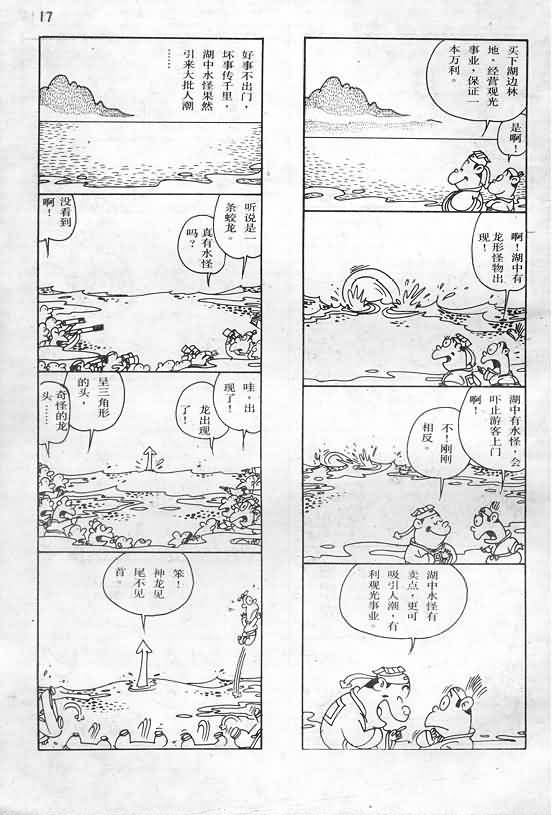 17
买下湖边林
地，经营观光
事业，保证一
本万利。
是啊！
啊！湖中有
龙形怪物出
现！
湖中有水怪，会
吓止游客上门
啊！
不！刚刚
相反。
湖中水怪有
卖点，更可
吸引人潮，有
利观光事业。
好事不出门，
坏事传千里，
湖中水怪果然
引来大批人潮
……
听说是一
条蛟龙。
真有水怪
吗？
没看到
啊！
哇，出
现了！
龙出现
了！
呈三角形
的头，
奇怪的龙
头……
笨！
神龙见
尾不见
首。